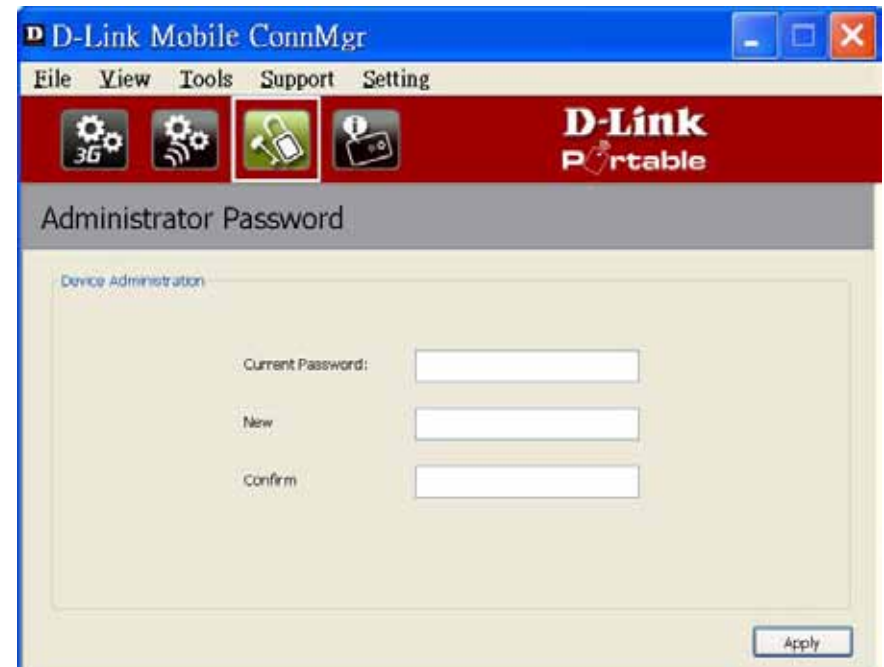 D D-Link Mobile ConnMgr
File View Tools Support Setting
3G
D-Link
Portable
Administrator Password
Device Administration
Current Password:
New
Confirm
Apply